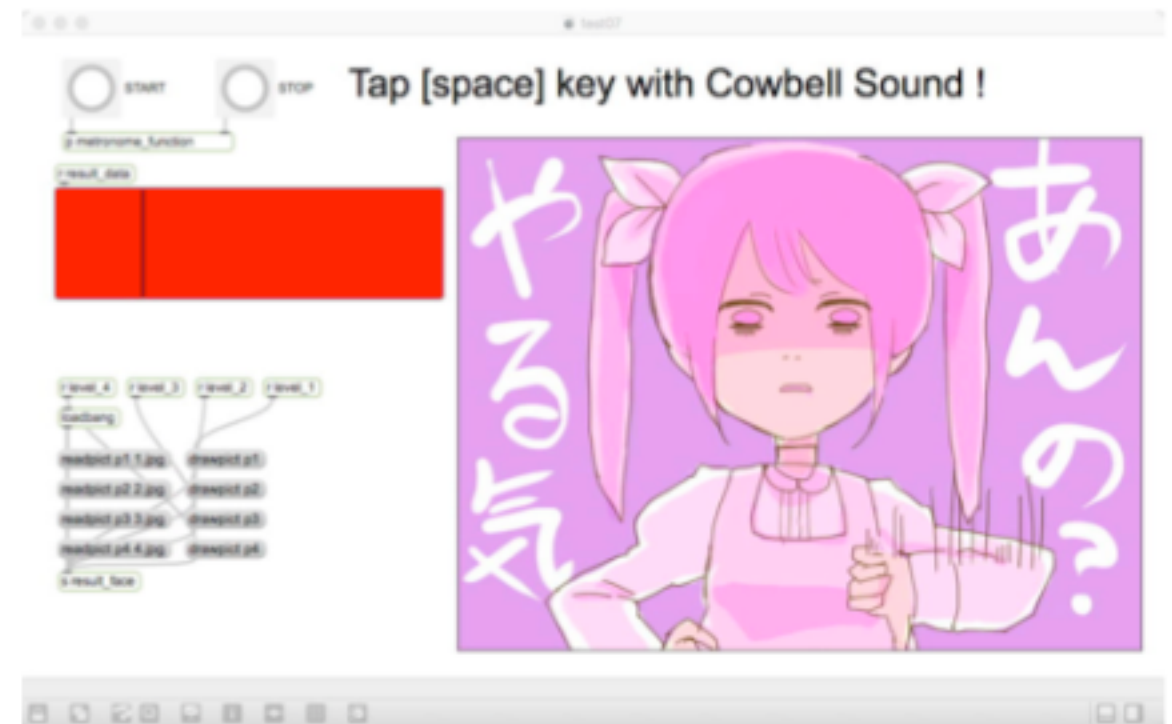 test07
START
STOP
Tap [space] key with Cowbell Sound !
p metronome_function
r result_data
やる気
あんの?
r level_4
r level_3
r level_2
r level_1
loadbang
readpict p1 1.jpg
drawpict p1
readpict p2 2.jpg
drawpict p2
readpict p3 3.jpg
drawpict p3
readpict p4 4.jpg
drawpict p4
s result_face